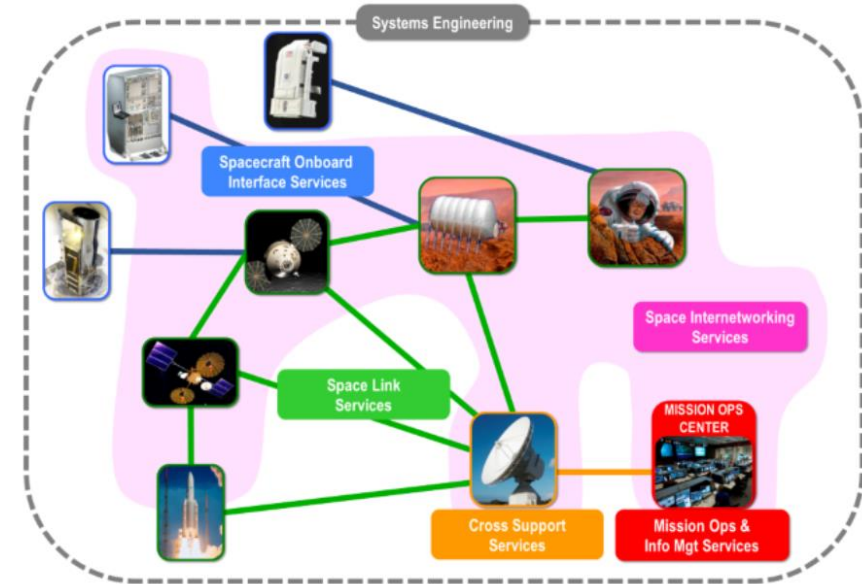 Systems Engineering
Spacecraft Onboard
Interface Services
Space Internetworking
Services
Space Link
Services
MISSION OPS
CENTER
Cross Support
Services
Mission Ops &
Info Mgt Services